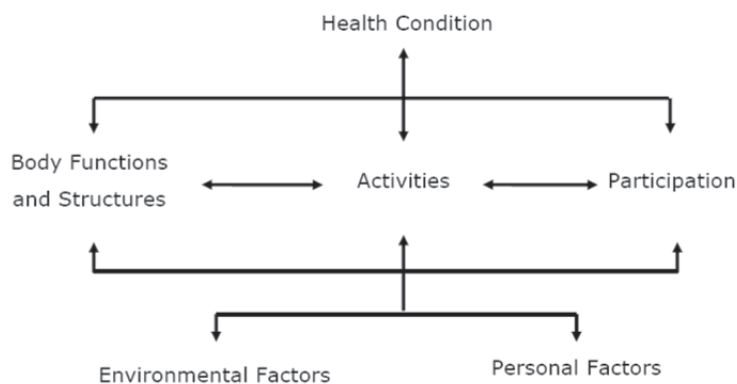 Health Condition
Body Functions
and Structures
Activities
Participation
Environmental Factors
Personal Factors